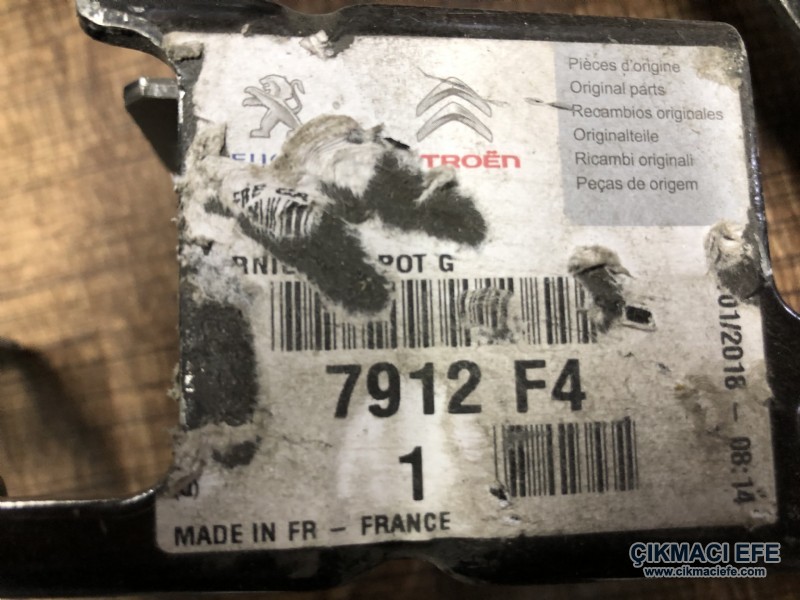 Pièces d'origine
Original parts
Recambios originales
Originalteile
Ricambi originali
Peças de origem
POT G
7912 F4
1
01/2018 - 08:14
MADE IN FR - FRANCE
ÇIKMACI EFE
www.cikmaciefe.com